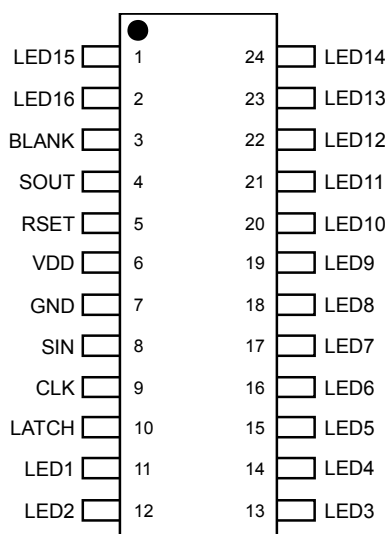 LED15 1 24 LED14
LED16 2 23 LED13
BLANK 3 22 LED12
SOUT 4 21 LED11
RSET 5 20 LED10
VDD 6 19 LED9
GND 7 18 LED8
SIN 8 17 LED7
CLK 9 16 LED6
LATCH 10 15 LED5
LED1 11 14 LED4
LED2 12 13 LED3